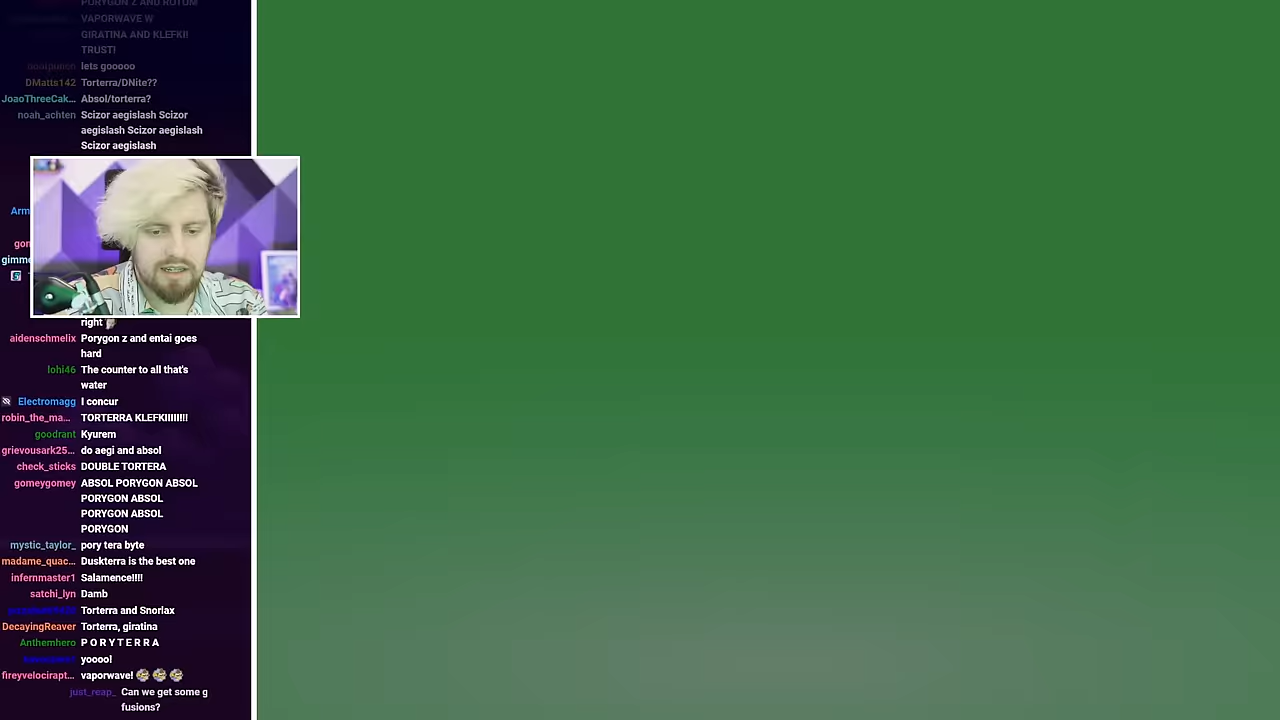 PORYGON Z AND ROTOM
VAPORWAVE W
GIRATINA AND KLEFKI!
TRUST!
lets gooooo
DMatts142 Torterra/DNite??
JoaoThreeCak... Absol/torterra?
noah_achten Scizor aegislash Scizor
aegislash Scizor aegislash
Scizor aegislash
Arm
gon
gimme
right
aidenschmelix Porygon z and entai goes
hard
lohi46 The counter to all that's
water
Electromagg I concur
robin_the_ma... TORTERRA KLEFKIIIII!!!
goodrant Kyurem
grievousark25... do aegi and absol
check_sticks DOUBLE TORTERA
gomeygomey ABSOL PORYGON ABSOL
PORYGON ABSOL
PORYGON ABSOL
PORYGON
mystic_taylor_ pory tera byte
madame_quac... Duskterra is the best one
infernmaster1 Salamence!!!!
satchi_lyn Damb
Torterra and Snorlax
DecayingReaver Torterra, giratina
Anthemhero P O R Y T E R R A
yoooo!
fireyvelocirapt... vaporwave!
just_reap_ Can we get some g
fusions?